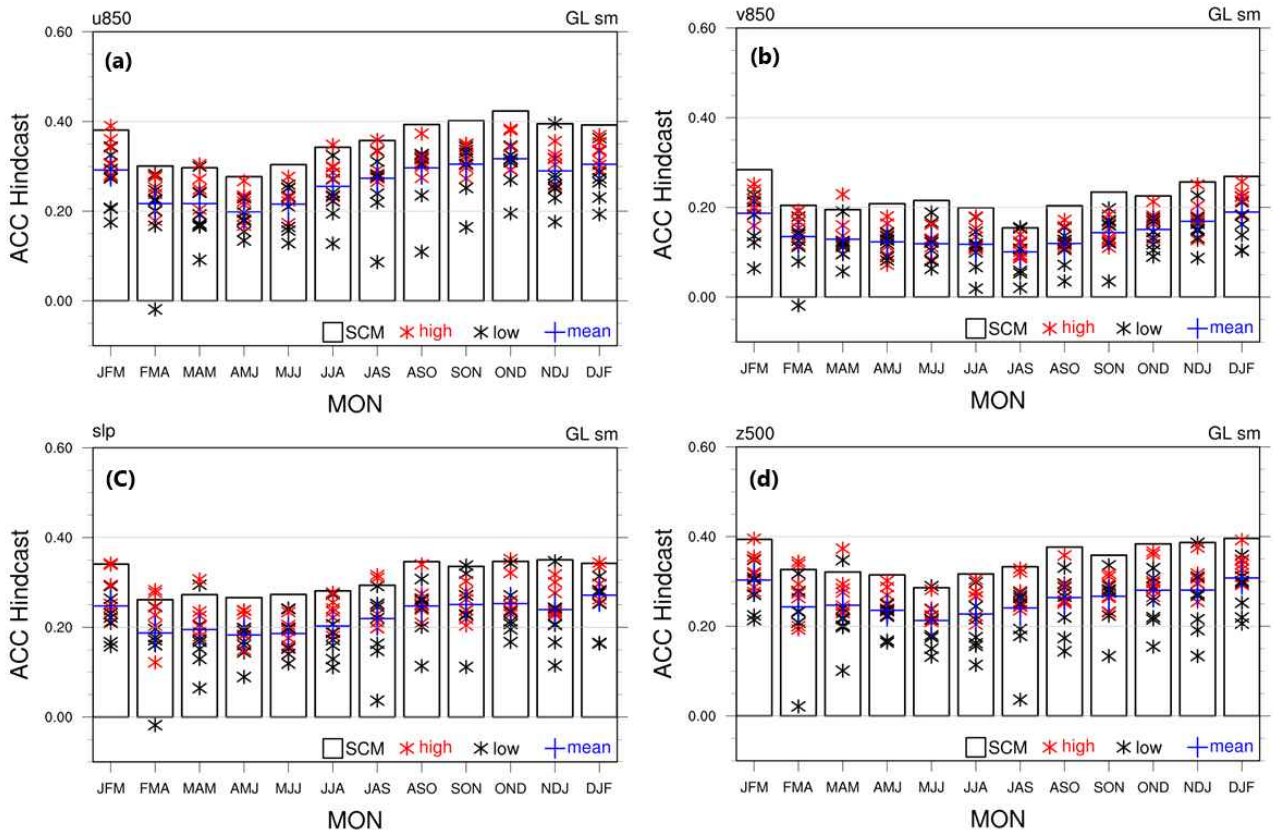 u850 GL sm
(a)
0.60
0.40
0.20
0.00
ACC Hindcast
SCM high low mean
JFM FMA MAM AMJ MJJ JJA JAS ASO SON OND NDJ DJF
MON
v850 GL sm
(b)
0.60
0.40
0.20
0.00
ACC Hindcast
SCM high low mean
JFM FMA MAM AMJ MJJ JJA JAS ASO SON OND NDJ DJF
MON
slp GL sm
(C)
0.60
0.40
0.20
0.00
ACC Hindcast
SCM high low mean
JFM FMA MAM AMJ MJJ JJA JAS ASO SON OND NDJ DJF
MON
z500 GL sm
(d)
0.60
0.40
0.20
0.00
ACC Hindcast
SCM high low mean
JFM FMA MAM AMJ MJJ JJA JAS ASO SON OND NDJ DJF
MON